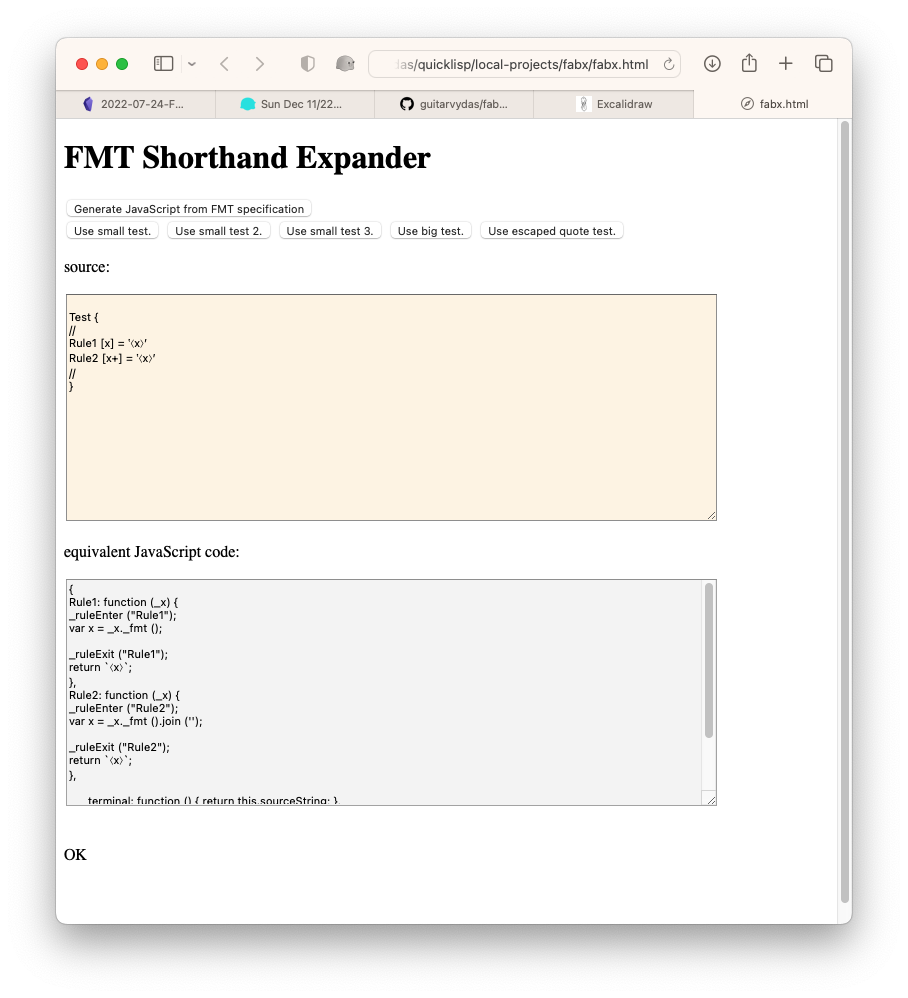 las/quicklisp/local-projects/fabx/fabx.html
2022-07-24-F...
Sun Dec 11/22...
guitarvydas/fab...
Excalidraw
fabx.html
FMT Shorthand Expander
Generate JavaScript from FMT specification
Use small test. Use small test 2. Use small test 3. Use big test. Use escaped quote test.
source:
Test {
//
Rule1 [x] = '‹x›'
Rule2 [x+] = '‹x›'
//
}
equivalent JavaScript code:
{
Rule1: function (_x) {
_ruleEnter ("Rule1");
var x = _x._fmt ();
_ruleExit ("Rule1");
return `‹x›`;
},
Rule2: function (_x) {
_ruleEnter ("Rule2");
var x = _x._fmt ().join ('');
_ruleExit ("Rule2");
return `‹x›`;
},
_terminal: function () { return this.sourceString; },
OK